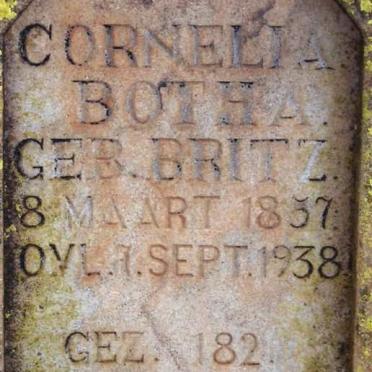 CORNELIA
BOTHA.
GEB. BRITZ.
8 MAART 1857.
OVL. 1. SEPT. 1938.
GEZ. 182.